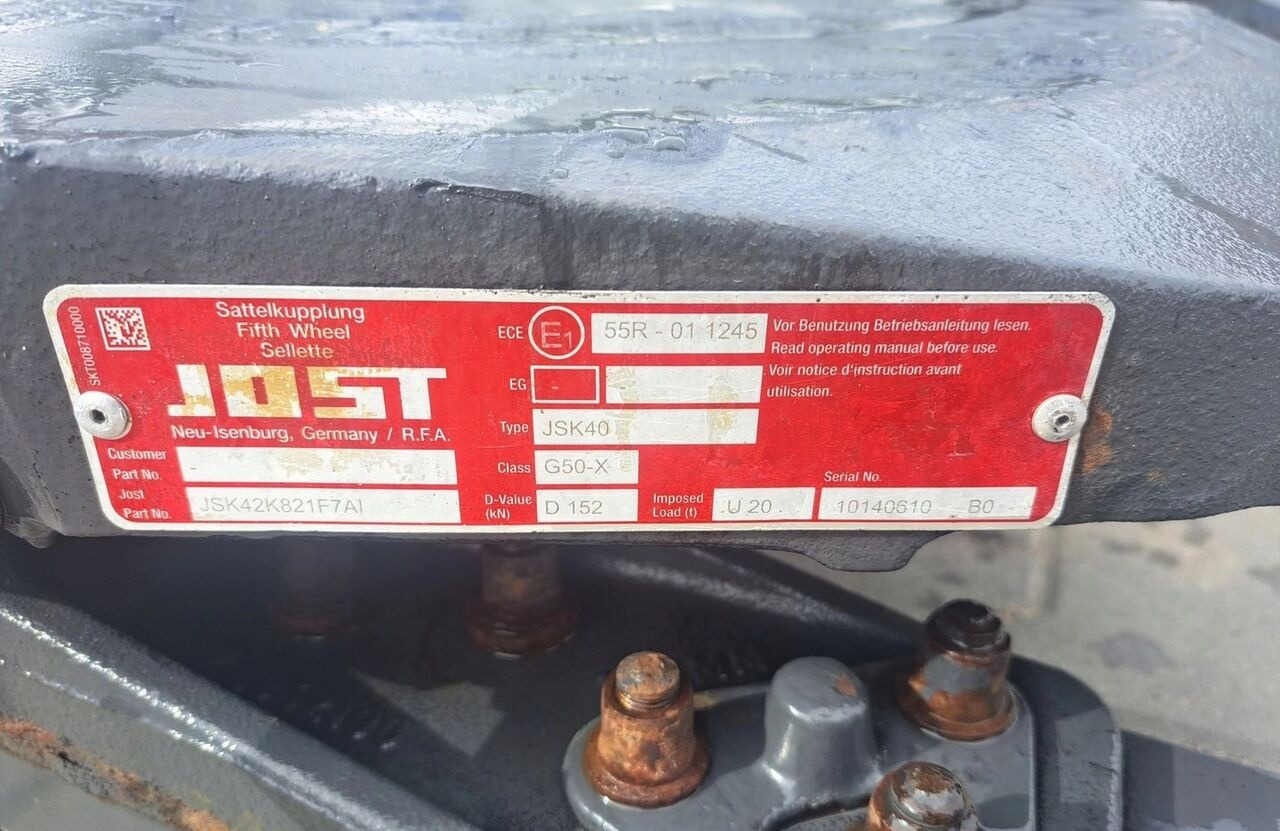 SKT008710000
Sattelkupplung
Fifth Wheel
Sellette
JOST
Neu-Isenburg, Germany / R.F.A.
Customer
Part No.
Jost
Part No. JSK42K821F7AI
ECE E1 55R - 01 1245
EG
Type JSK40
Class G50-X
D-Value
(kN) D 152
Imposed
Load (t) U 20
Vor Benutzung Betriebsanleitung lesen.
Read operating manual before use.
Voir notice d'instruction avant
utilisation.
Serial No.
10140610 B0